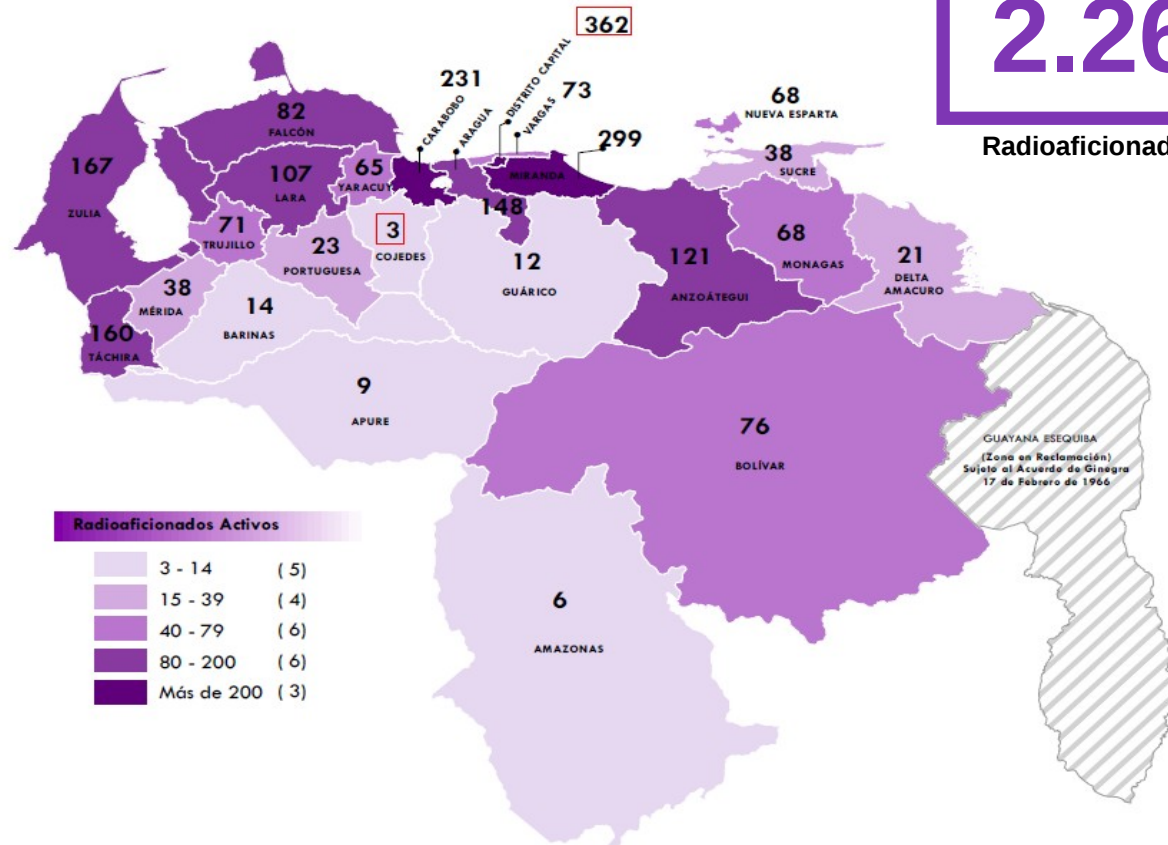 2.26
Radioaficionad
362
231
DISTRITO CAPITAL
CARABOBO
ARAGUA
VARGAS
73
68
NUEVA ESPARTA
82
FALCÓN
299
38
SUCRE
167
ZULIA
107
LARA
65
YARACUY
MIRANDA
148
71
TRUJILLO
23
PORTUGUESA
3
COJEDES
12
GUÁRICO
121
ANZOÁTEGUI
68
MONAGAS
21
DELTA
AMACURO
38
MÉRIDA
14
BARINAS
160
TÁCHIRA
9
APURE
76
BOLÍVAR
GUAYANA ESEQUIBA
(Zona en Reclamación)
Sujeto al Acuerdo de Ginegra
17 de Febrero de 1966
6
AMAZONAS
Radioaficionados Activos
3 - 14 ( 5)
15 - 39 ( 4)
40 - 79 ( 6)
80 - 200 ( 6)
Más de 200 ( 3)